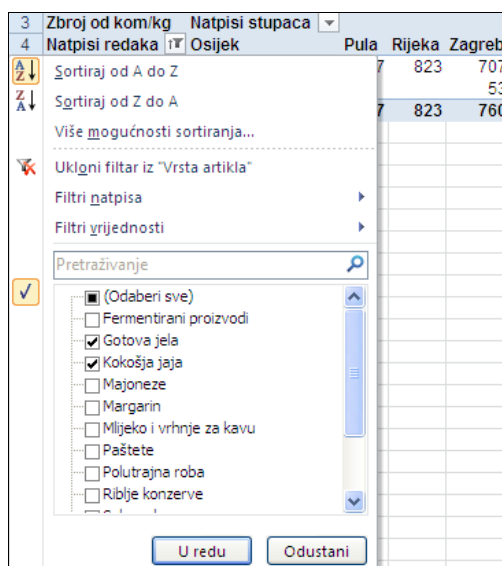 3 Zbroj od kom/kg Natpisi stupaca
4 Natpisi redaka Osijek Pula Rijeka Zagreb
Sortiraj od A do Z 7 823 707
Sortiraj od Z do A 53
7 823 760
Više mogućnosti sortiranja...
Ukloni filtar iz "Vrsta artikla"
Filtri natpisa
Filtri vrijednosti
Pretraživanje
(Odaberi sve)
Fermentirani proizvodi
Gotova jela
Kokošja jaja
Majoneze
Margarin
Mlijeko i vrhnje za kavu
Paštete
Polutrajna roba
Riblje konzerve
U redu Odustani